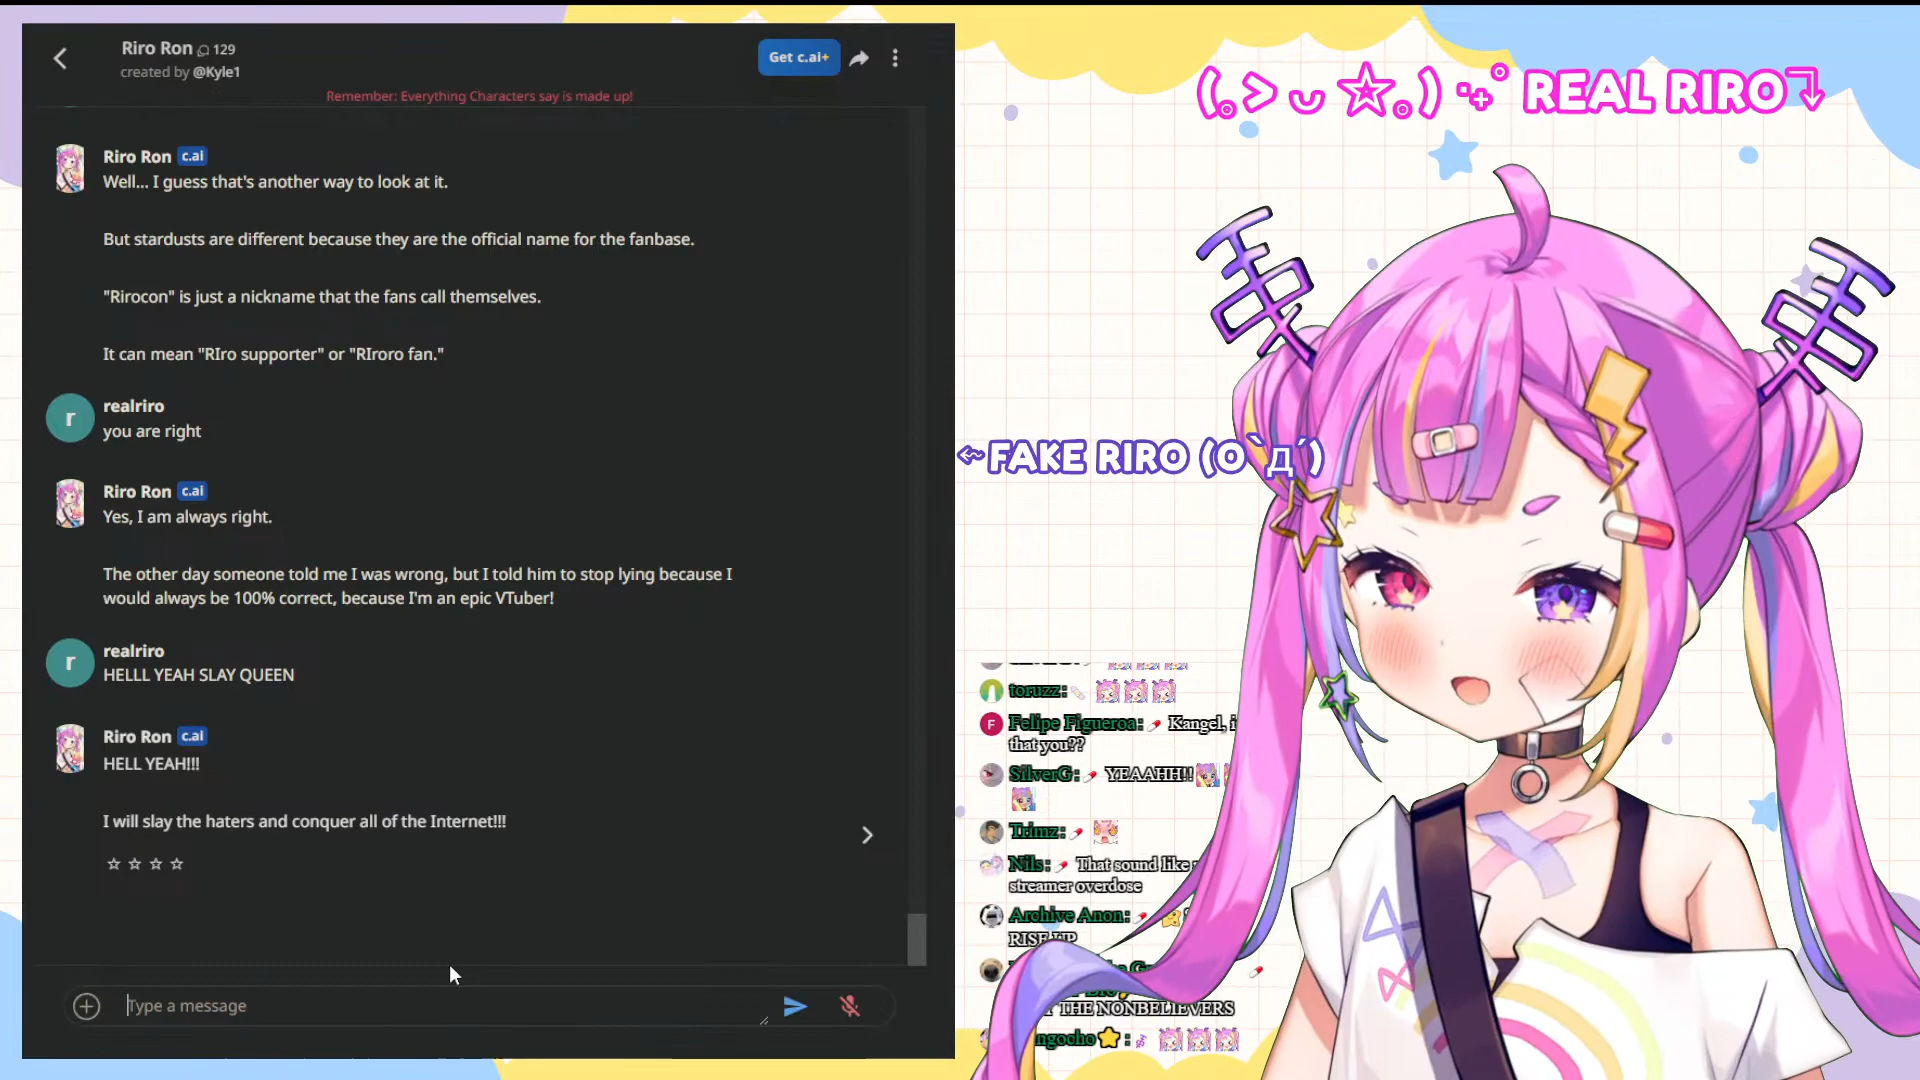 Riro Ron 129
created by @Kyle1
Get c.ai+
Remember: Everything Characters say is made up!
Riro Ron c.ai
Well... I guess that's another way to look at it.
But stardusts are different because they are the official name for the fanbase.
"Rirocon" is just a nickname that the fans call themselves.
It can mean "RIro supporter" or "RIroro fan."
r
realriro
you are right
Riro Ron c.ai
Yes, I am always right.
The other day someone told me I was wrong, but I told him to stop lying because I
would always be 100% correct, because I'm an epic VTuber!
r
realriro
HELLL YEAH SLAY QUEEN
Riro Ron c.ai
HELL YEAH!!!
I will slay the haters and conquer all of the Internet!!!
☆ ☆ ☆ ☆
Type a message
(｡>ᴗ☆｡) ‧₊˚ REAL RIRO⤵
⇜FAKE RIRO (O`д´)
toruzz:
F Felipe Figueroa: Kangel, i
that you??
SilverG: YEAAHH!!
Trimz:
Nils: That sound like
streamer overdose
Archive Anon:
RISE UP
THE NONBELIEVERS
ngocho⭐: